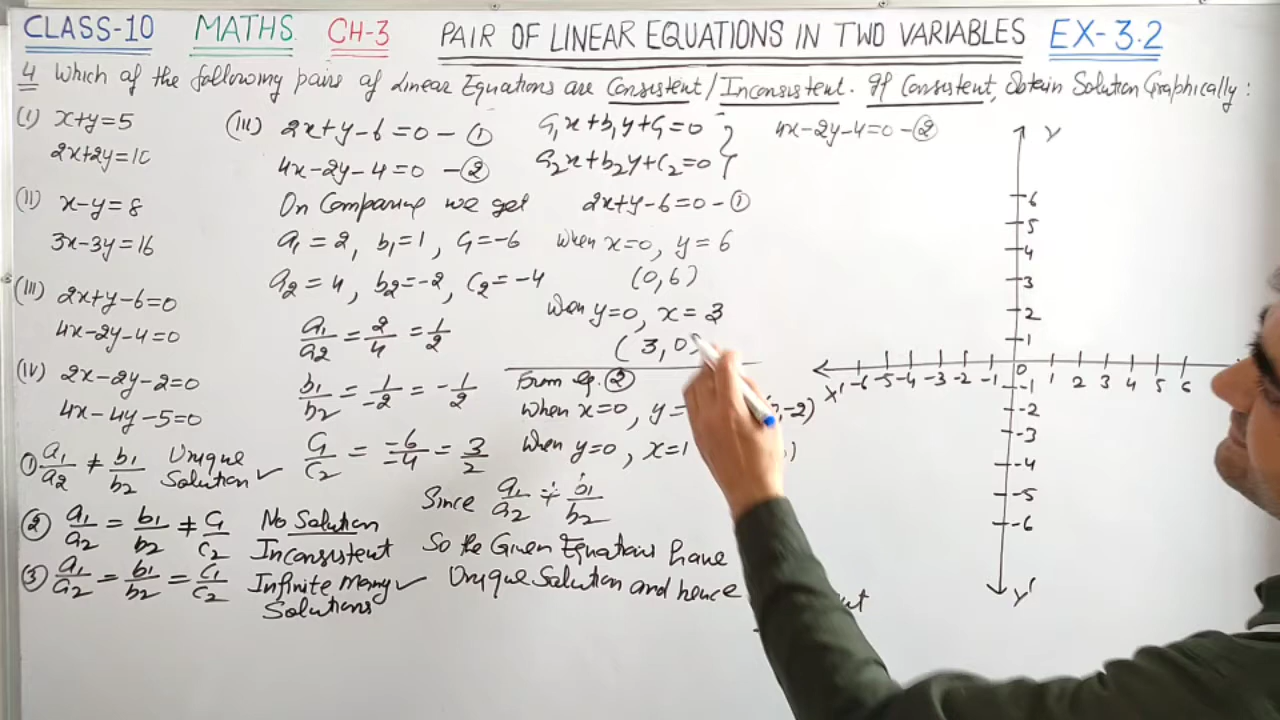 CLASS-10 MATHS. CH-3 PAIR OF LINEAR EQUATIONS IN TWO VARIABLES EX-3.2
4 Which of the following pairs of Linear Equations are Consistent/Inconsistent. If Consistent, Obtain Solution Graphically:
(I) x+y=5
2x+2y=10
(II) x-y=8
3x-3y=16
(III) 2x+y-6=0
4x-2y-4=0
(IV) 2x-2y-2=0
4x-4y-5=0
① a1/a2 ≠ b1/b2 Unique Solution ✓
② a1/a2 = b1/b2 ≠ c1/c2 No Solution Inconsistent
③ a1/a2 = b1/b2 = c1/c2 Infinite Many Solutions ✓
(III) 2x+y-6=0 - ①
4x-2y-4=0 - ②
On Comparing we get
a1=2, b1=1, c1=-6
a2=4, b2=-2, c2=-4
a1/a2 = 2/4 = 1/2
b1/b2 = 1/-2 = -1/2
c1/c2 = -6/-4 = 3/2
Since a1/a2 ≠ b1/b2
So the Given Equations have
Unique Solution and hence
a1x+b1y+c1=0
a2x+b2y+c2=0
2x+y-6=0 - ①
When x=0, y=6
(0,6)
When y=0, x=3
(3,0)
From eq. ②
When x=0, y= ,-2)
When y=0, x=1 )
4x-2y-4=0 - ②
Y
6
5
4
3
2
1
X' -6 -5 -4 -3 -2 -1 0 1 2 3 4 5 6
-1
-2
-3
-4
-5
-6
Y'